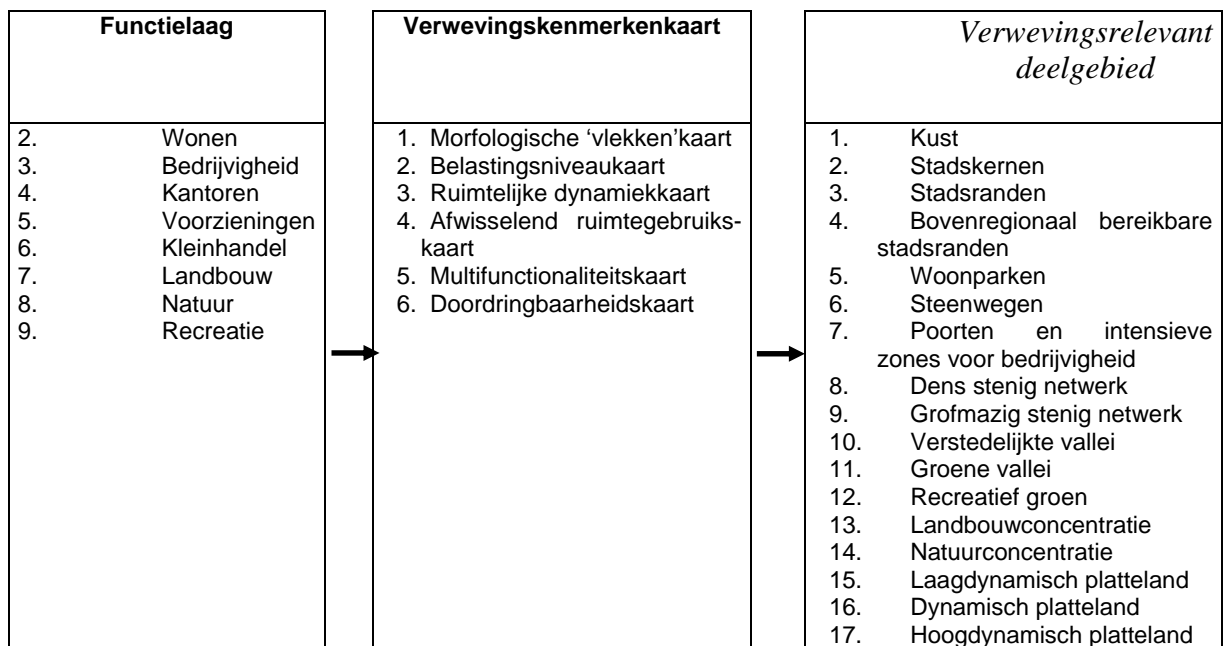 Functielaag
2. Wonen
3. Bedrijvigheid
4. Kantoren
5. Voorzieningen
6. Kleinhandel
7. Landbouw
8. Natuur
9. Recreatie
Verwevingskenmerkenkaart
1. Morfologische ‘vlekken’kaart
2. Belastingsniveaukaart
3. Ruimtelijke dynamiekkaart
4. Afwisselend ruimtegebruiks-
kaart
5. Multifunctionaliteitskaart
6. Doordringbaarheidskaart
Verwevingsrelevant
deelgebied
1. Kust
2. Stadskernen
3. Stadsranden
4. Bovenregionaal bereikbare
stadsranden
5. Woonparken
6. Steenwegen
7. Poorten en intensieve
zones voor bedrijvigheid
8. Dens stenig netwerk
9. Grofmazig stenig netwerk
10. Verstedelijkte vallei
11. Groene vallei
12. Recreatief groen
13. Landbouwconcentratie
14. Natuurconcentratie
15. Laagdynamisch platteland
16. Dynamisch platteland
17. Hoogdynamisch platteland